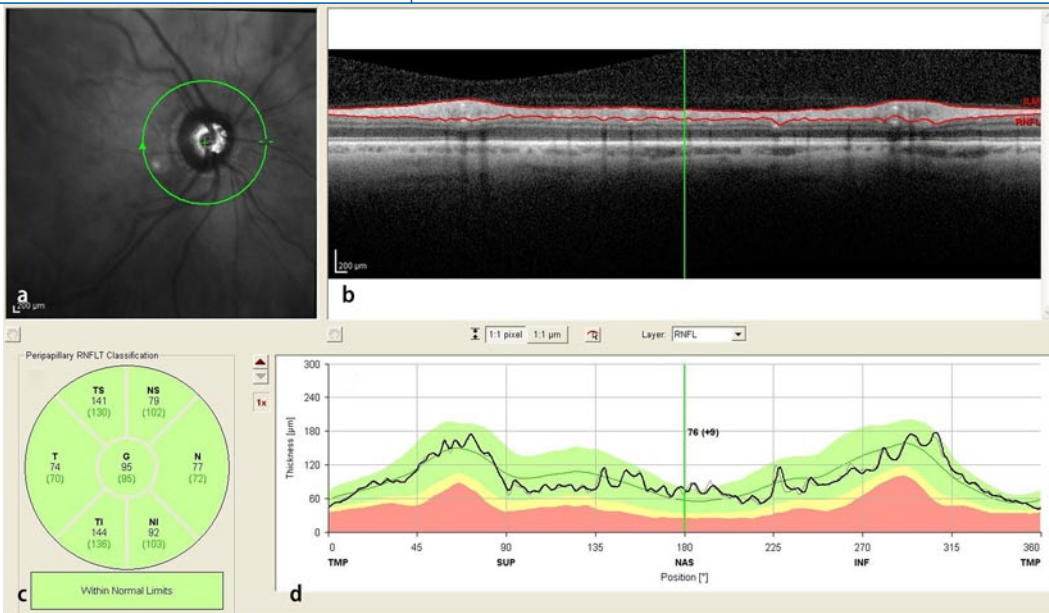 200 µm
a
ILM
RNFL
200 µm
b
1:1 pixel 1:1 µm Layer: RNFL
Peripapillary RNFLT Classification
TS
141
(130)
NS
79
(102)
T
74
(70)
G
95
(95)
N
77
(72)
TI
144
(136)
NI
92
(103)
Within Normal Limits
c
1x
300
240
180
120
60
0
Thickness [µm]
76 (+9)
0 45 90 135 180 225 270 315 360
TMP SUP NAS INF TMP
Position [°]
d